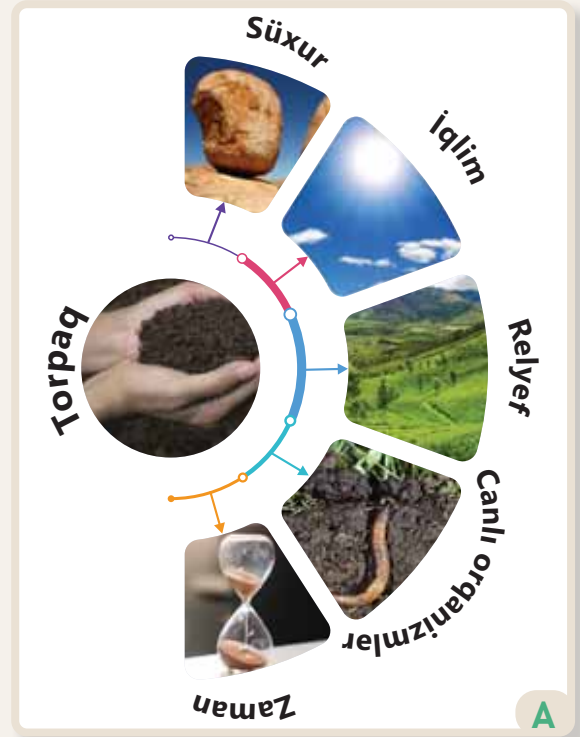 Süxur
İqlim
Relyef
Canlı orqanizmlər
Zaman
Torpaq
A